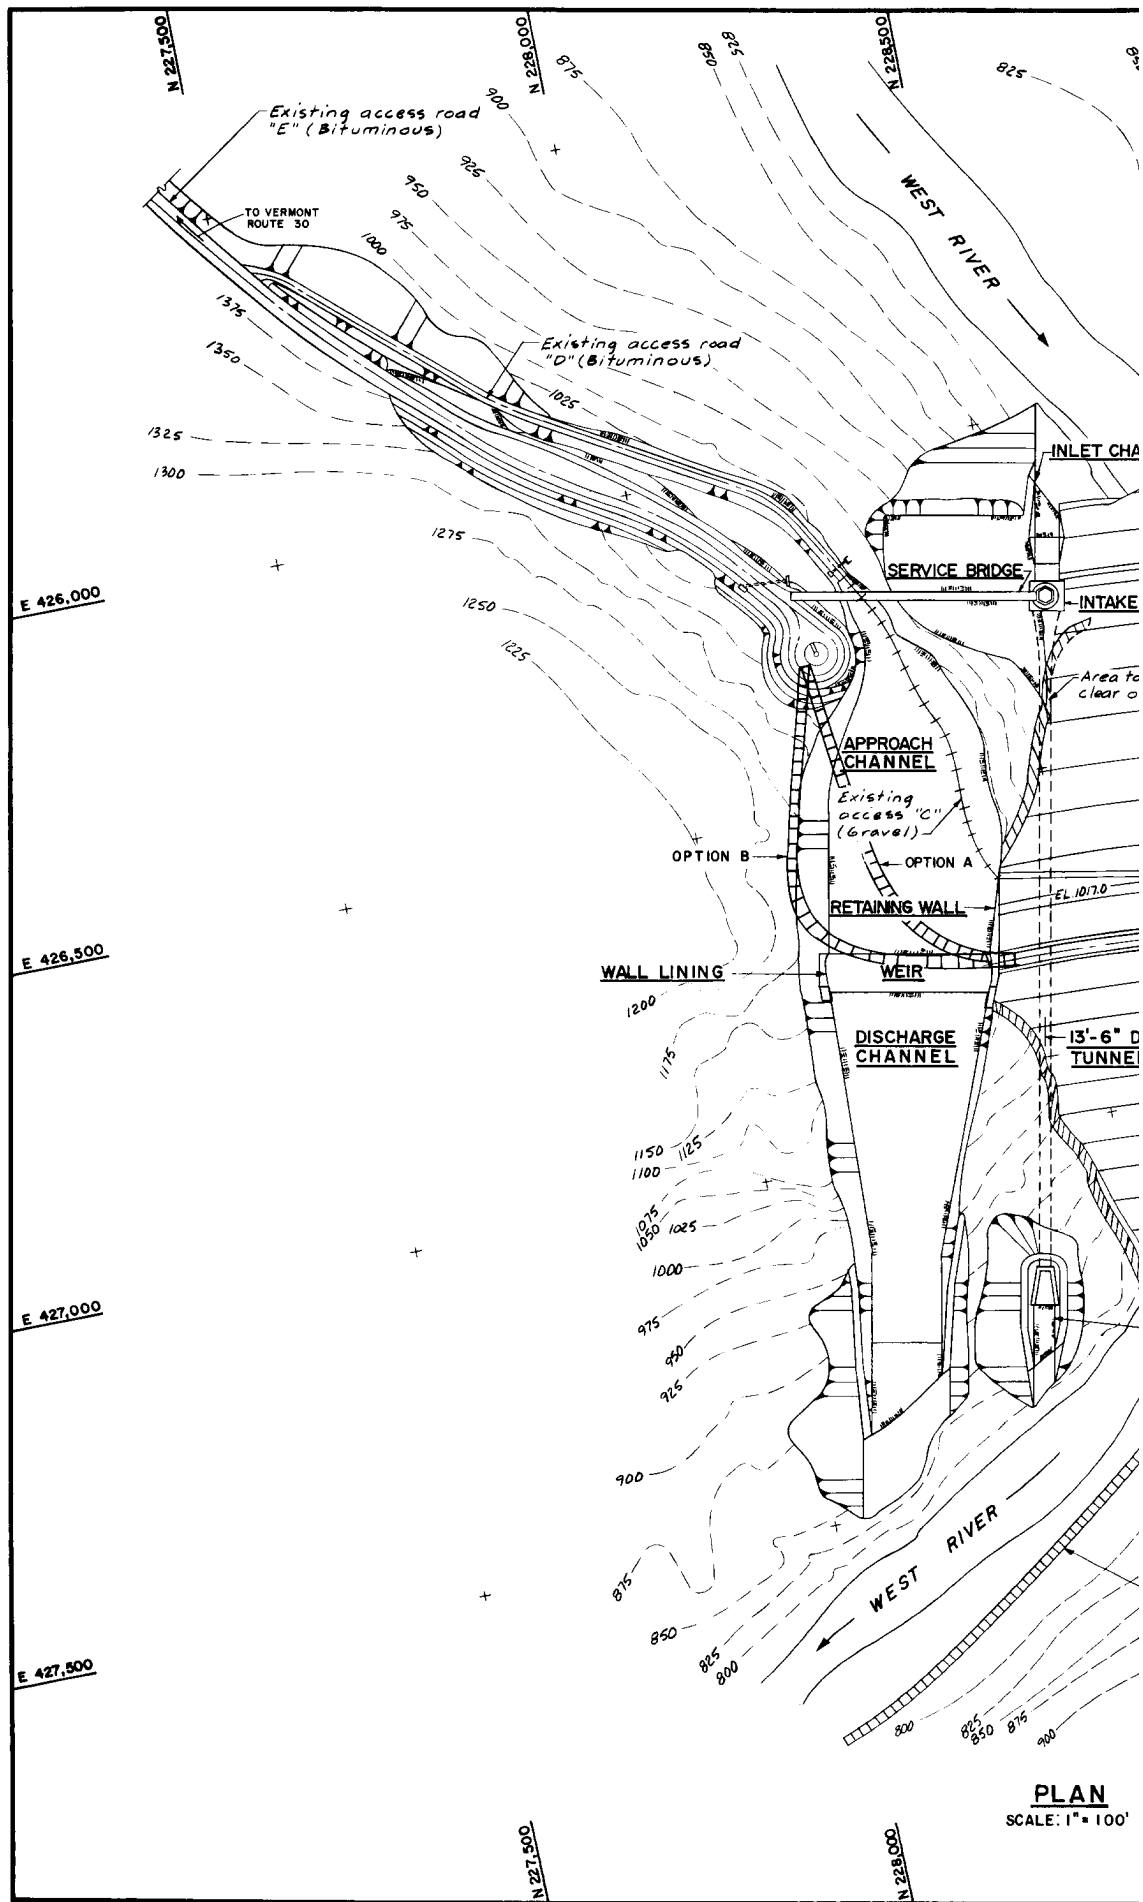 N 227,500
N 228,000
N 228,500
875
850
825
825
900
Existing access road
"E" (Bituminous)
925
950
975
1000
TO VERMONT
ROUTE 30
WEST RIVER
1375
1350
Existing access road
"D" (Bituminous)
1025
1325
1300
INLET CHA
1275
SERVICE BRIDGE
E 426,000
INTAKE
1250
1225
Area to
clear o
APPROACH
CHANNEL
Existing
access "C"
(Gravel)
OPTION B
OPTION A
EL. 1017.0
RETAINING WALL
E 426,500
WALL LINING
WEIR
1200
1175
DISCHARGE
CHANNEL
13'-6" D
TUNNEL
1150
1125
1100
1075
1050
1025
1000
E 427,000
975
950
925
900
WEST RIVER
875
850
825
800
E 427,500
800
825
850
875
900
PLAN
SCALE: 1" = 100'
N 227,500
N 228,000